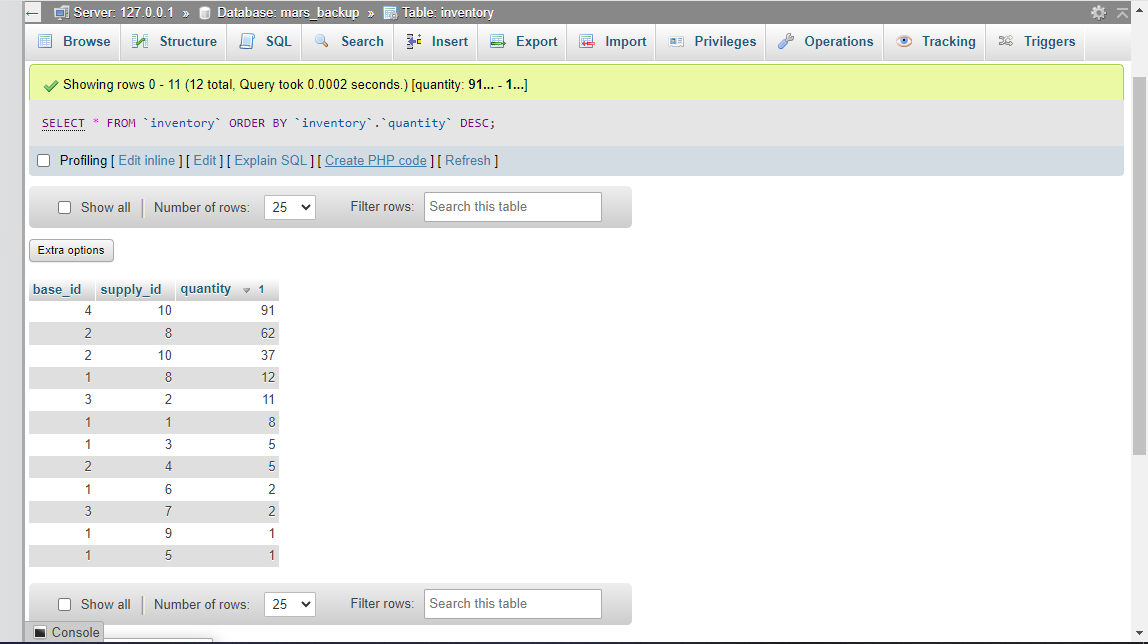 Server: 127.0.0.1 » Database: mars_backup » Table: inventory
Browse Structure SQL Search Insert Export Import Privileges Operations Tracking Triggers
Showing rows 0 - 11 (12 total, Query took 0.0002 seconds.) [quantity: 91... - 1...]
SELECT * FROM `inventory` ORDER BY `inventory`.`quantity` DESC;
Profiling [ Edit inline ] [ Edit ] [ Explain SQL ] [ Create PHP code ] [ Refresh ]
Show all Number of rows: 25 Filter rows: Search this table
Extra options
base_id supply_id quantity 1
4 10 91
2 8 62
2 10 37
1 8 12
3 2 11
1 1 8
1 3 5
2 4 5
1 6 2
3 7 2
1 9 1
1 5 1
Show all Number of rows: 25 Filter rows: Search this table
Console